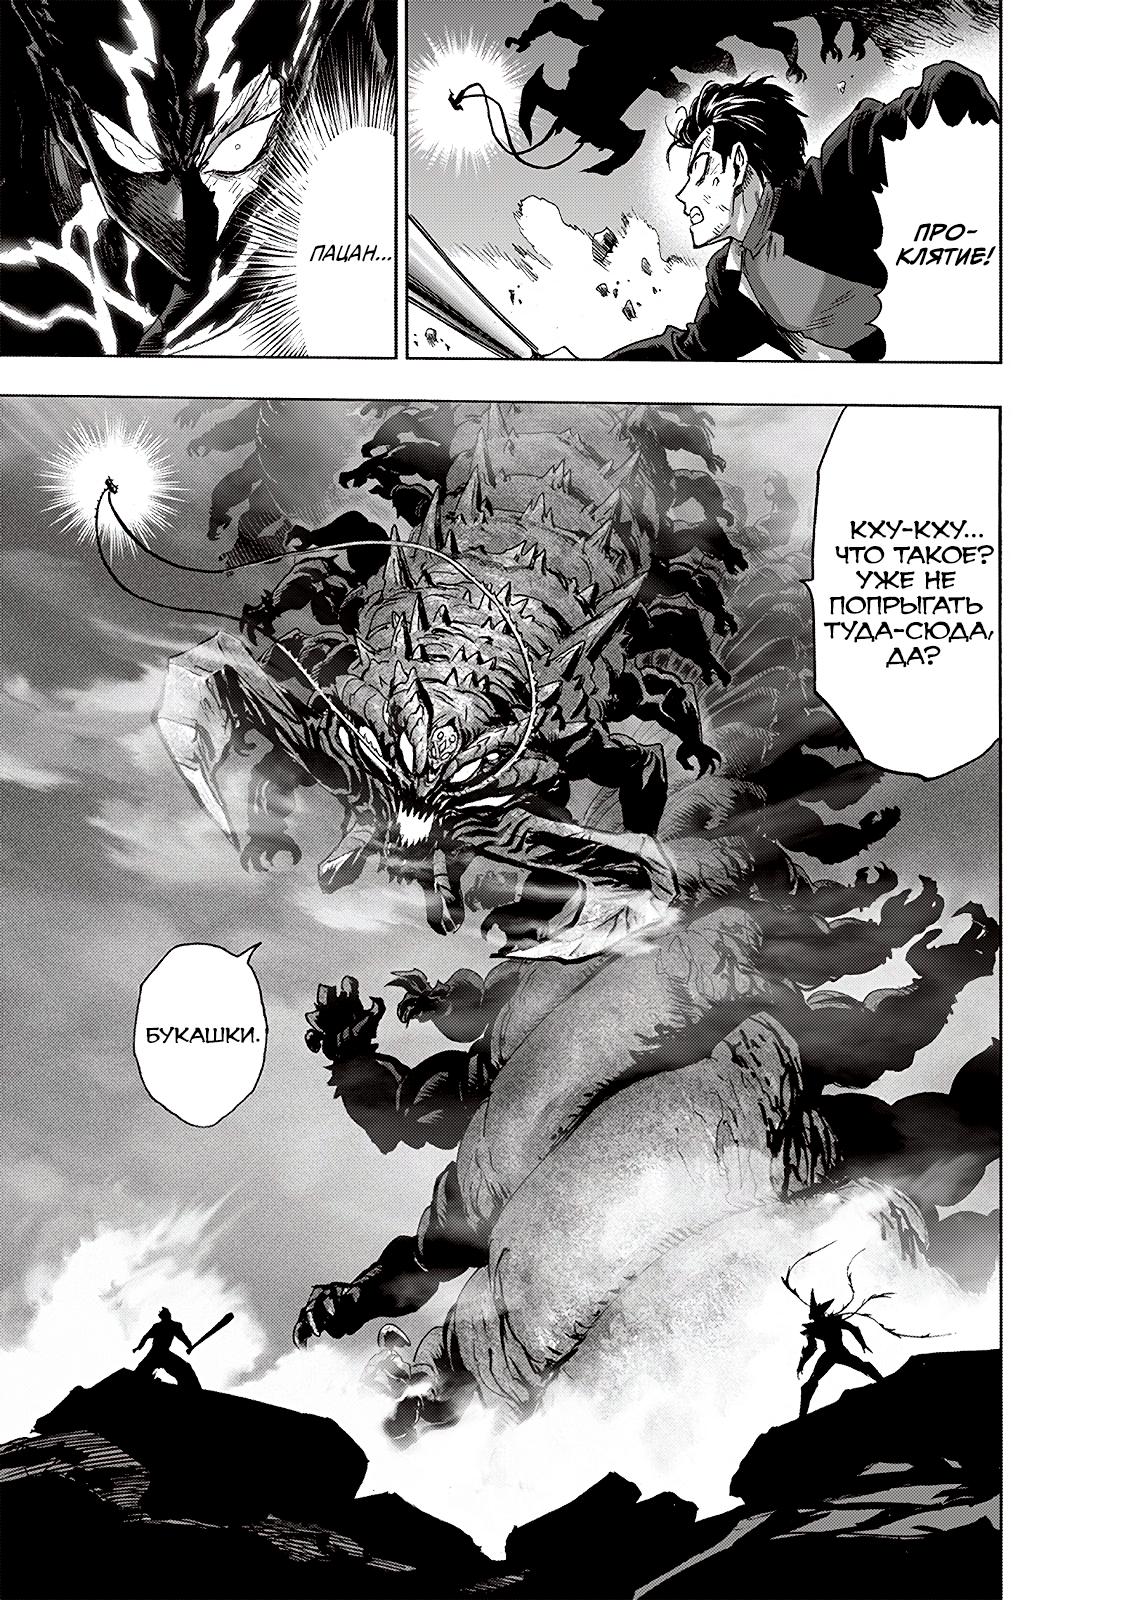 ПРО-
КЛЯТИЕ!
ПАЦАН...
КХУ-КХУ...
ЧТО ТАКОЕ?
УЖЕ НЕ
ПОПРЫГАТЬ
ТУДА-СЮДА,
ДА?
БУКАШКИ.